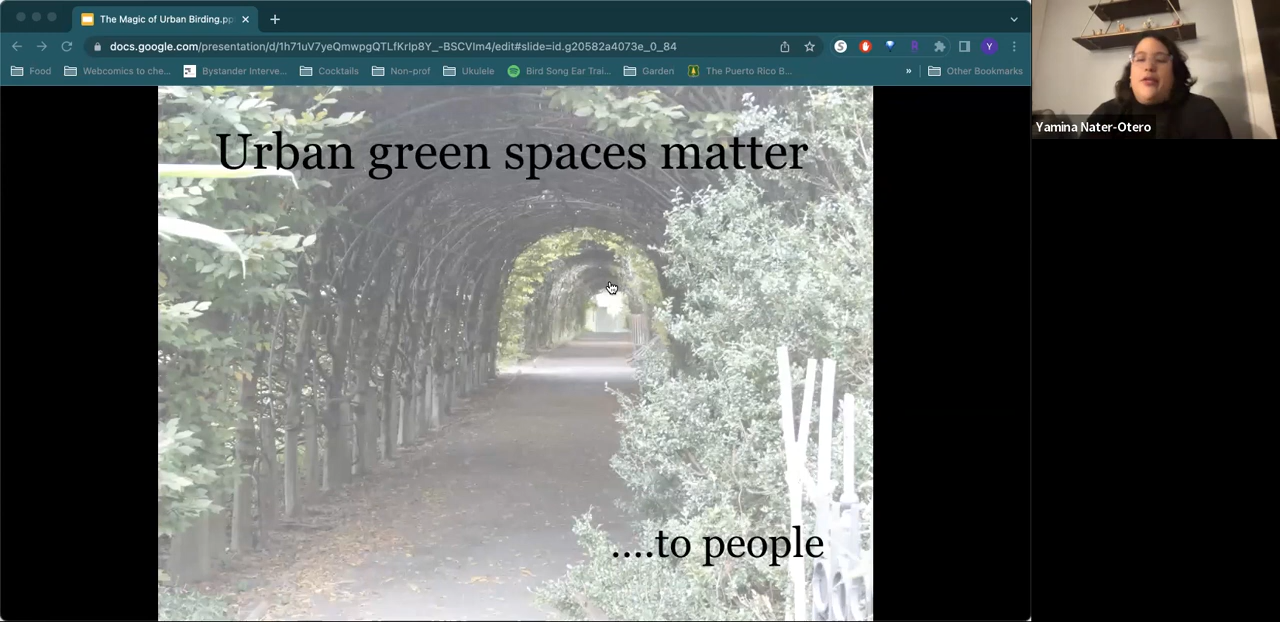 The Magic of Urban Birding.pp
docs.google.com/presentation/d/1h71uV7yeQmwpgQTLfKrIp8Y_-BSCVIm4/edit#slide=id.g20582a4073e_0_84
S
R
Y
Food
Webcomics to che...
Bystander Interve...
Cocktails
Non-prof
Ukulele
Bird Song Ear Trai...
Garden
The Puerto Rico B...
»
Other Bookmarks
Yamina Nater-Otero
Urban green spaces matter
....to people